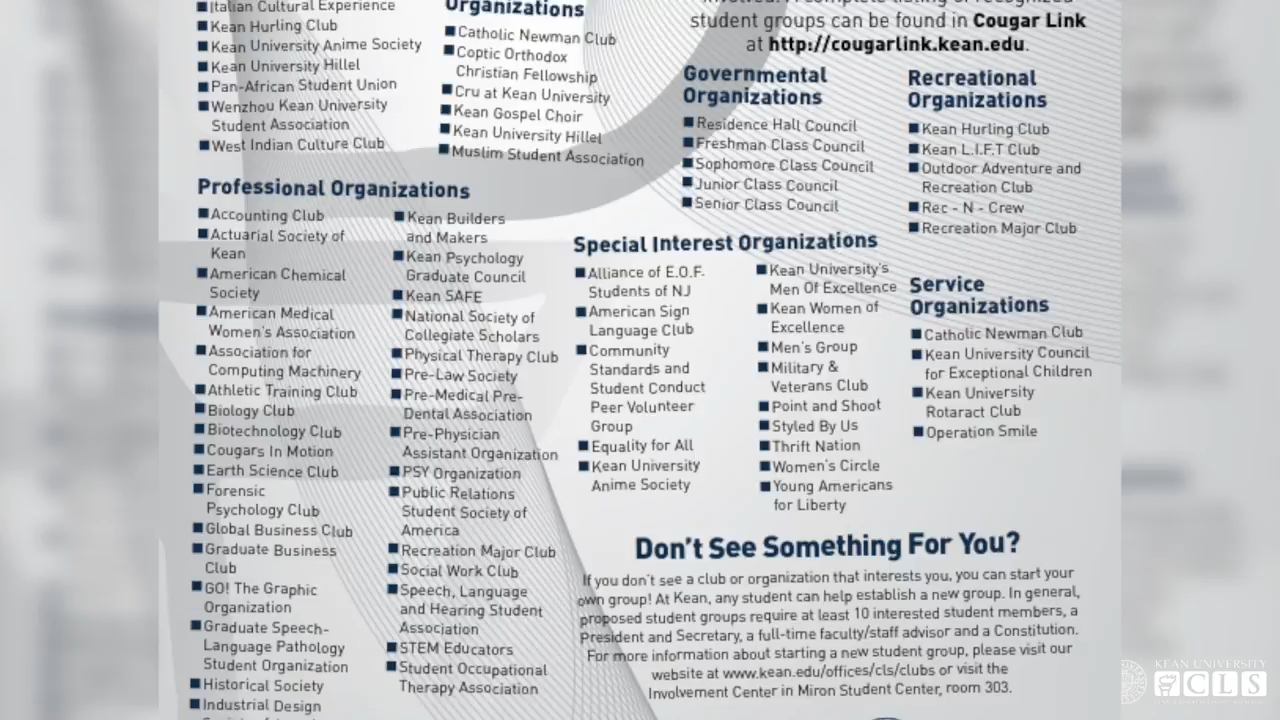 Italian Cultural Experience
Kean Hurling Club
Kean University Anime Society
Kean University Hillel
Pan-African Student Union
Wenzhou Kean University
Student Association
West Indian Culture Club
Organizations
Catholic Newman Club
Coptic Orthodox
Christian Fellowship
Cru at Kean University
Kean Gospel Choir
Kean University Hillel
Muslim Student Association
student groups can be found in Cougar Link
at http://cougarlink.kean.edu.
Governmental
Organizations
Residence Hall Council
Freshman Class Council
Sophomore Class Council
Junior Class Council
Senior Class Council
Recreational
Organizations
Kean Hurling Club
Kean L.I.F.T Club
Outdoor Adventure and
Recreation Club
Rec - N - Crew
Recreation Major Club
Professional Organizations
Accounting Club
Actuarial Society of
Kean
American Chemical
Society
American Medical
Women's Association
Association for
Computing Machinery
Athletic Training Club
Biology Club
Biotechnology Club
Cougars In Motion
Earth Science Club
Forensic
Psychology Club
Global Business Club
Graduate Business
Club
GO! The Graphic
Organization
Graduate Speech-
Language Pathology
Student Organization
Historical Society
Industrial Design
Kean Builders
and Makers
Kean Psychology
Graduate Council
Kean SAFE
National Society of
Collegiate Scholars
Physical Therapy Club
Pre-Law Society
Pre-Medical Pre-
Dental Association
Pre-Physician
Assistant Organization
PSY Organization
Public Relations
Student Society of
America
Recreation Major Club
Social Work Club
Speech, Language
and Hearing Student
Association
STEM Educators
Student Occupational
Therapy Association
Special Interest Organizations
Alliance of E.O.F.
Students of NJ
American Sign
Language Club
Community
Standards and
Student Conduct
Peer Volunteer
Group
Equality for All
Kean University
Anime Society
Kean University's
Men Of Excellence
Kean Women of
Excellence
Men's Group
Military &
Veterans Club
Point and Shoot
Styled By Us
Thrift Nation
Women's Circle
Young Americans
for Liberty
Service
Organizations
Catholic Newman Club
Kean University Council
for Exceptional Children
Kean University
Rotaract Club
Operation Smile
Don't See Something For You?
If you don't see a club or organization that interests you, you can start your
own group! At Kean, any student can help establish a new group. In general,
proposed student groups require at least 10 interested student members, a
President and Secretary, a full-time faculty/staff advisor and a Constitution.
For more information about starting a new student group, please visit our
website at www.kean.edu/offices/cls/clubs or visit the
Involvement Center in Miron Student Center, room 303.
KEAN UNIVERSITY
CLS